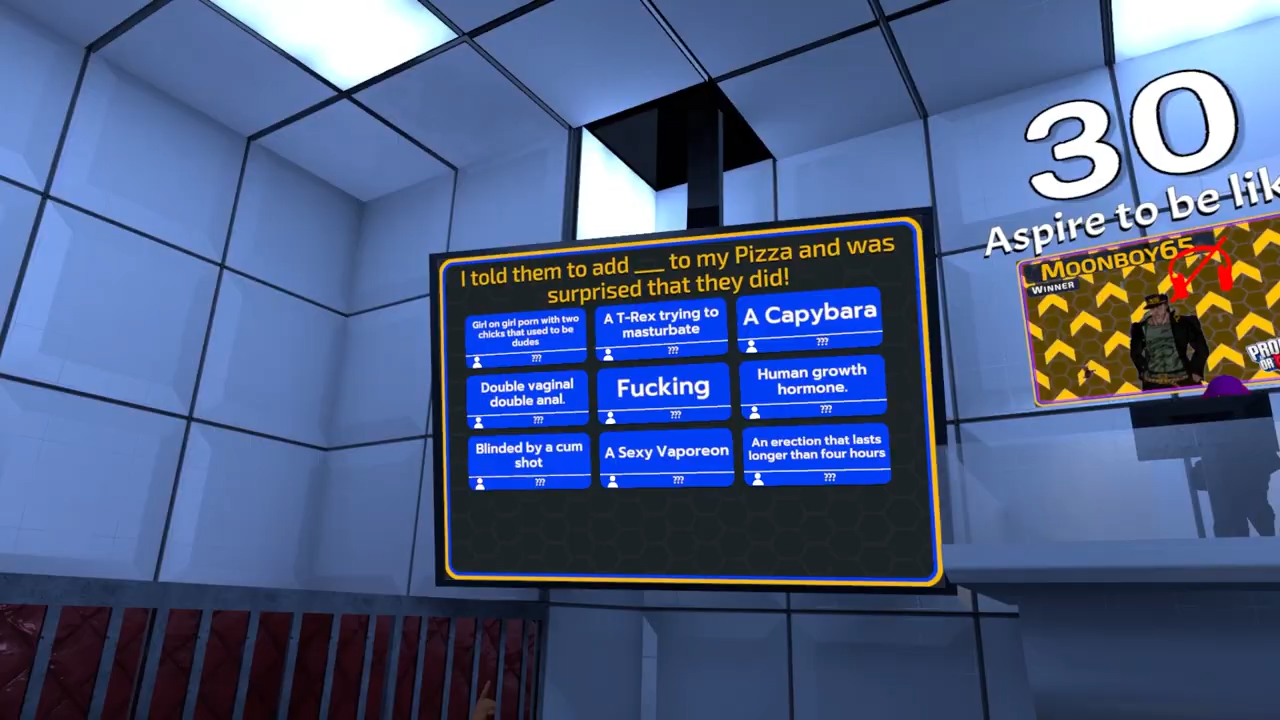 30
Aspire to be lik
MOONBOY65
WINNER
I told them to add ___ to my Pizza and was
surprised that they did!
Girl on girl porn with two
chicks that used to be
dudes
???
A T-Rex trying to
masturbate
???
A Capybara
???
Double vaginal
double anal.
???
Fucking
???
Human growth
hormone.
???
Blinded by a cum
shot
???
A Sexy Vaporeon
???
An erection that lasts
longer than four hours
???